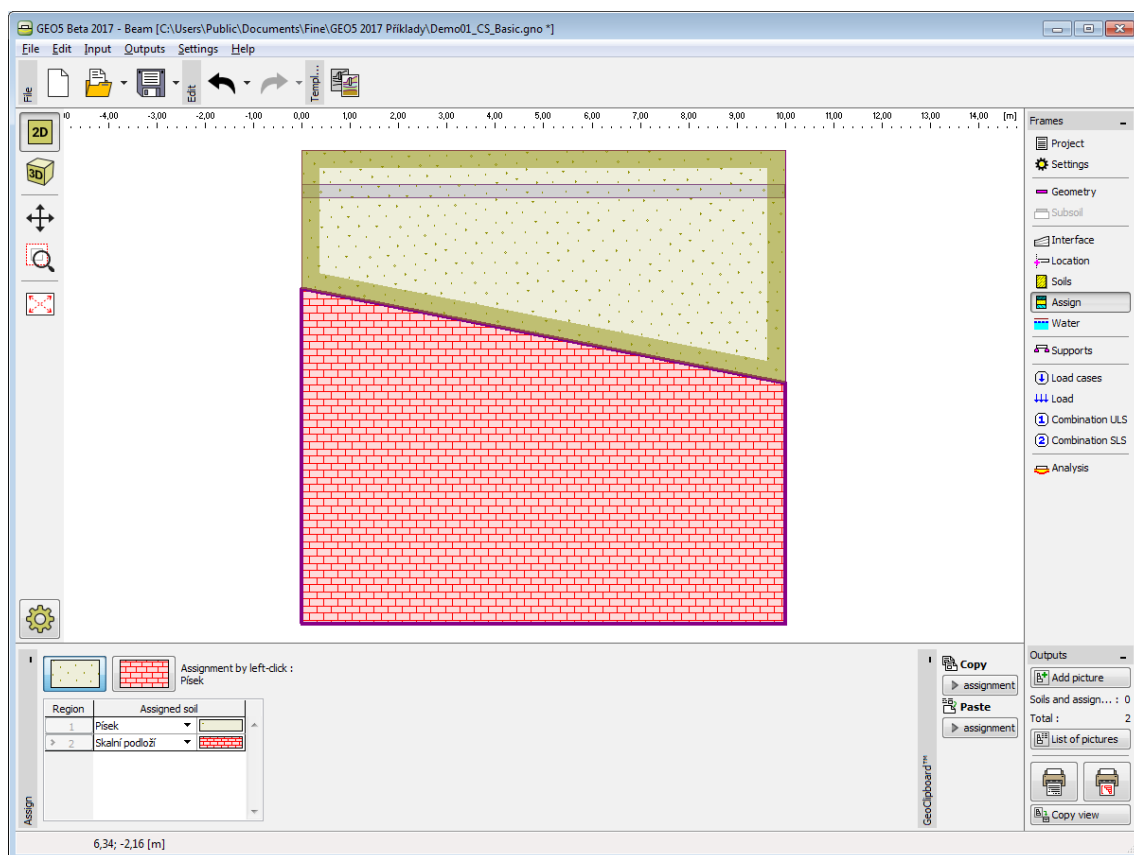 GEO5 Beta 2017 - Beam [C:\Users\Public\Documents\Fine\GEO5 2017 Příklady\Demo01_CS_Basic.gno *]
File Edit Input Outputs Settings Help
File
Edit
Templ...
2D
3D
-4,00 -3,00 -2,00 -1,00 0,00 1,00 2,00 3,00 4,00 5,00 6,00 7,00 8,00 9,00 10,00 11,00 12,00 13,00 14,00 [m]
Frames
Project
Settings
Geometry
Subsoil
Interface
Location
Soils
Assign
Water
Supports
Load cases
Load
1 Combination ULS
2 Combination SLS
Analysis
Assign
Assignment by left-click :
Písek
Region Assigned soil
1 Písek
> 2 Skalní podloží
GeoClipboard™
Copy
assignment
Paste
assignment
Outputs
Add picture
Soils and assign... : 0
Total : 2
List of pictures
Copy view
6,34; -2,16 [m]